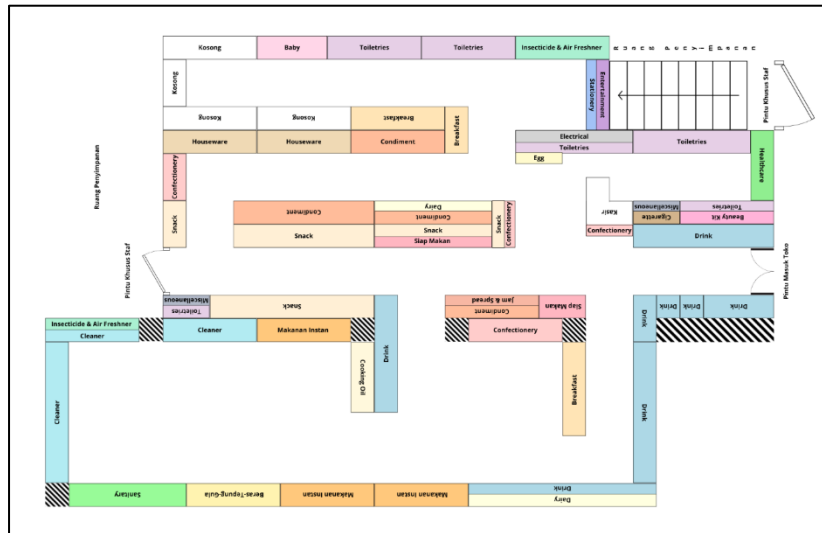 Kosong
Baby
Toiletries
Toiletries
Insecticide & Air Freshner
Ruang Penyimpanan
Kosong
Stationery
Entertainment
Pintu Khusus Staf
Kosong
Kosong
Breakfast
Breakfast
Houseware
Houseware
Condiment
Electrical
Toiletries
Toiletries
Egg
Healthcare
Ruang Penyimpanan
Confectionery
Snack
Condiment
Dairy
Condiment
Snack
Snack
Siap Makan
Snack
Confectionery
Kasir
Confectionery
Miscellaneous
Cigarette
Toiletries
Beauty Kit
Drink
Pintu Khusus Staf
Pintu Masuk Toko
Miscellaneous
Toiletries
Snack
Drink
Jam & Spread
Condiment
Siap Makan
Drink
Drink
Drink
Drink
Insecticide & Air Freshner
Cleaner
Cleaner
Makanan Instan
Confectionery
Cleaner
Cooking Oil
Breakfast
Drink
Sanitary
Beras-Tepung-Gula
Makanan Instan
Makanan Instan
Drink
Dairy